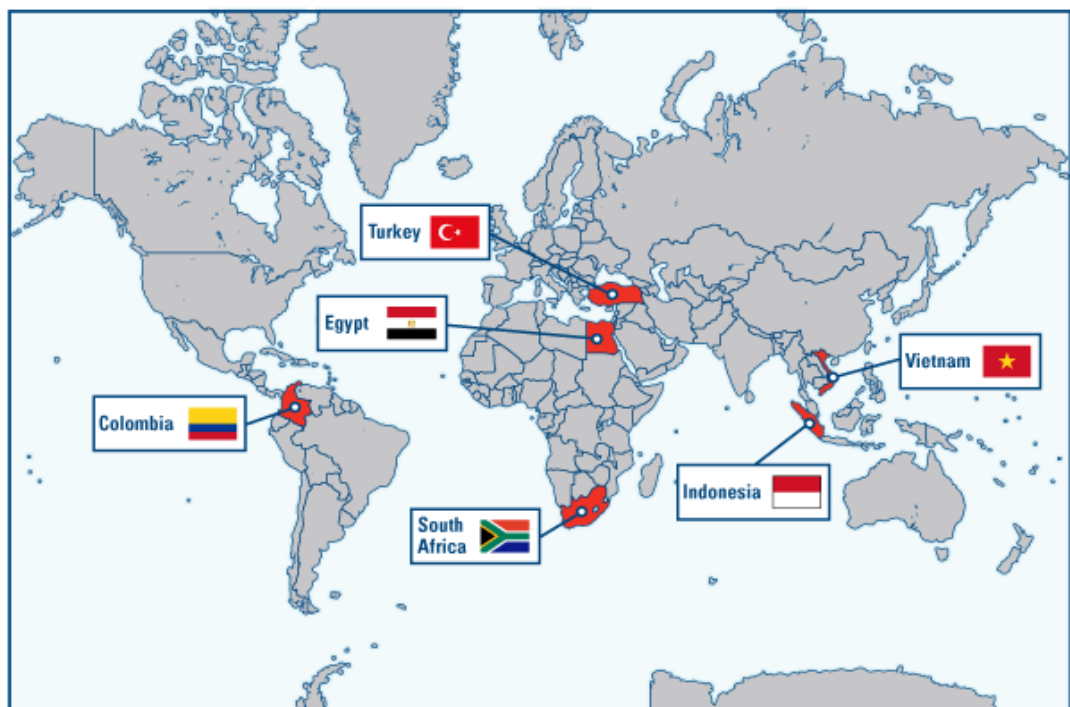 Turkey
Egypt
Vietnam
Colombia
Indonesia
South
Africa